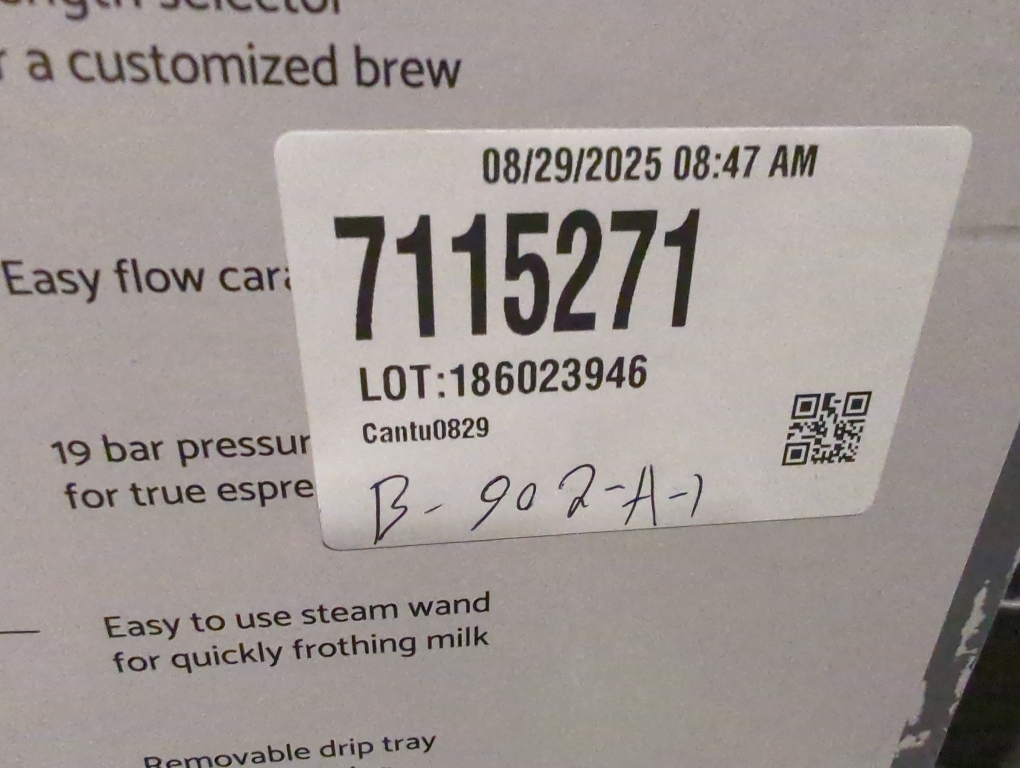 selector
a customized brew
08/29/2025 08:47 AM
7115271
Easy flow
LOT:186023946
Cantu0829
19 bar pressur
for true espre
B-902-A-1
Easy to use steam wand
for quickly frothing milk
Removable drip tray